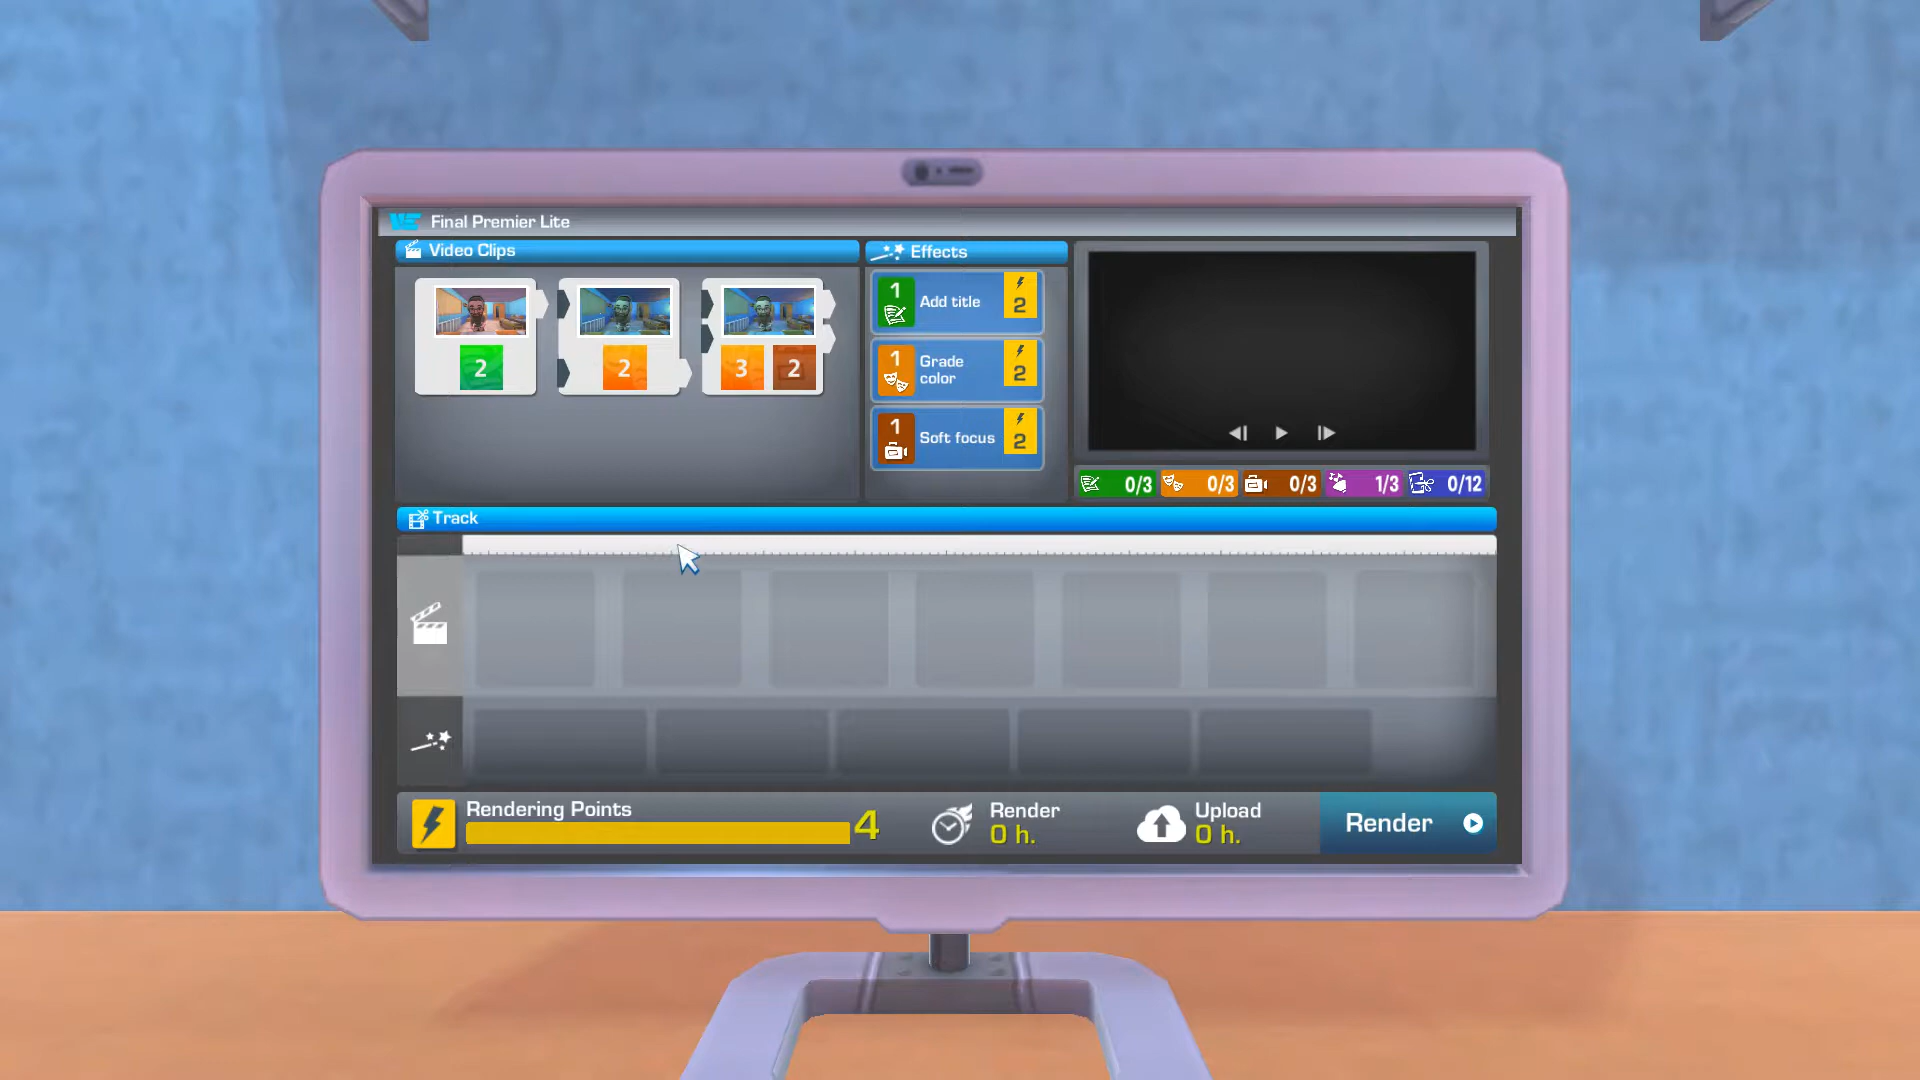 Final Premier Lite
Video Clips
2
2
3 2
Effects
1 Add title 2
1 Grade color 2
1 Soft focus 2
0/3 0/3 0/3 1/3 0/12
Track
Rendering Points 4
Render
0 h.
Upload
0 h.
Render